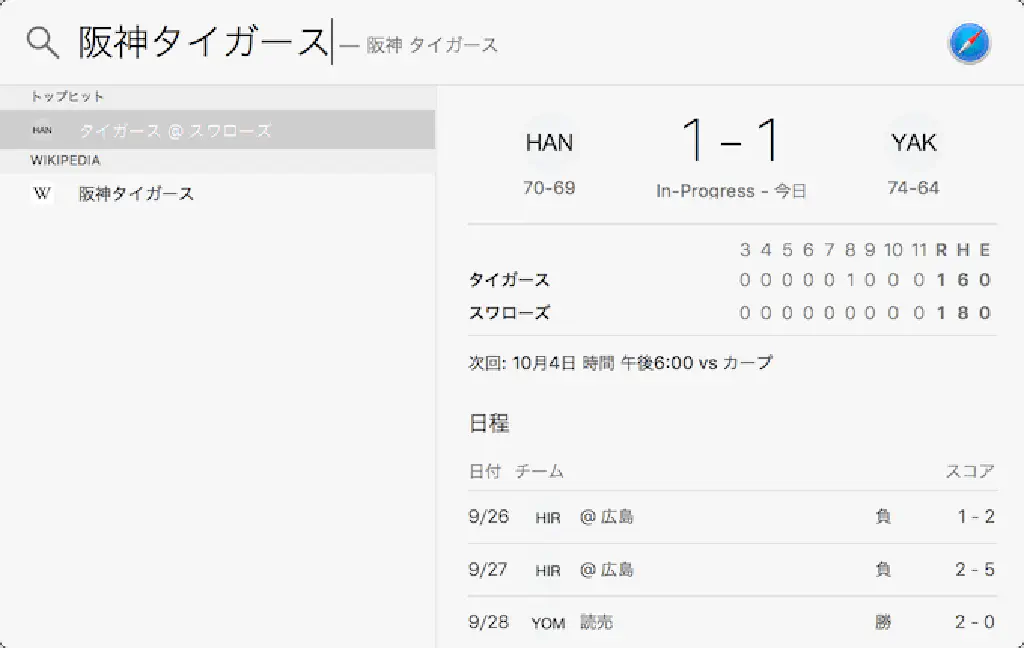 阪神タイガース — 阪神 タイガース
トップヒット
HAN タイガース @ スワローズ
WIKIPEDIA
W 阪神タイガース
HAN 1 – 1 YAK
70-69 In-Progress - 今日 74-64
3 4 5 6 7 8 9 10 11 R H E
タイガース 0 0 0 0 0 1 0 0 0 1 6 0
スワローズ 0 0 0 0 0 0 0 0 0 1 8 0
次回: 10月4日 時間 午後6:00 vs カープ
日程
日付 チーム スコア
9/26 HIR @ 広島 負 1 - 2
9/27 HIR @ 広島 負 2 - 5
9/28 YOM 読売 勝 2 - 0